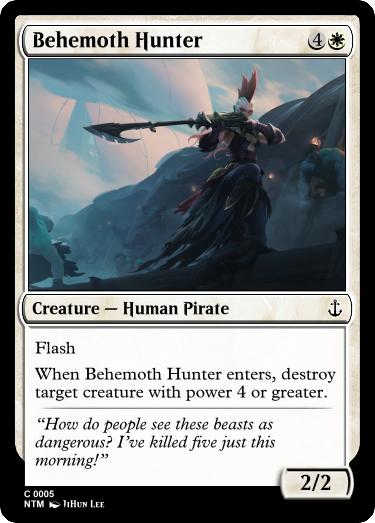 Behemoth Hunter 4
Creature — Human Pirate
Flash
When Behemoth Hunter enters, destroy
target creature with power 4 or greater.
“How do people see these beasts as
dangerous? I’ve killed five just this
morning!”
2/2
C 0005
NTM JiHun Lee